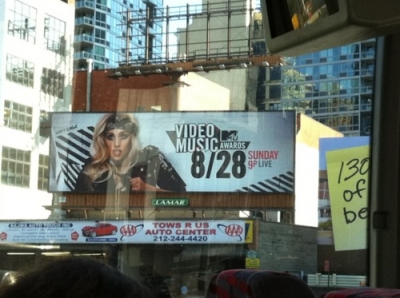 VIDEO
MUSIC
MTV
AWARDS
8/28
SUNDAY
9P LIVE
LAMAR
TOWS R US
AUTO CENTER
212-244-4420
AAA
AAA
130
of
be